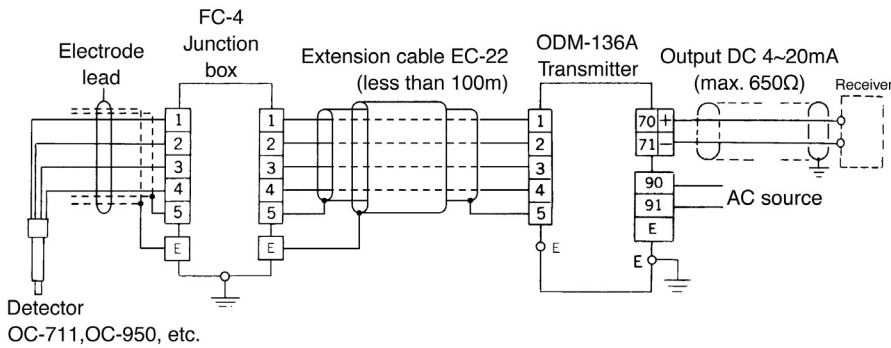 FC-4
Junction
box
Electrode
lead
Extension cable EC-22
(less than 100m)
ODM-136A
Transmitter
Output DC 4~20mA
(max. 650Ω)
Receiver
1
2
3
4
5
E
1
2
3
4
5
E
1
2
3
4
5
E
70 +
71 −
90
91
E
E
AC source
Detector
OC-711,OC-950, etc.